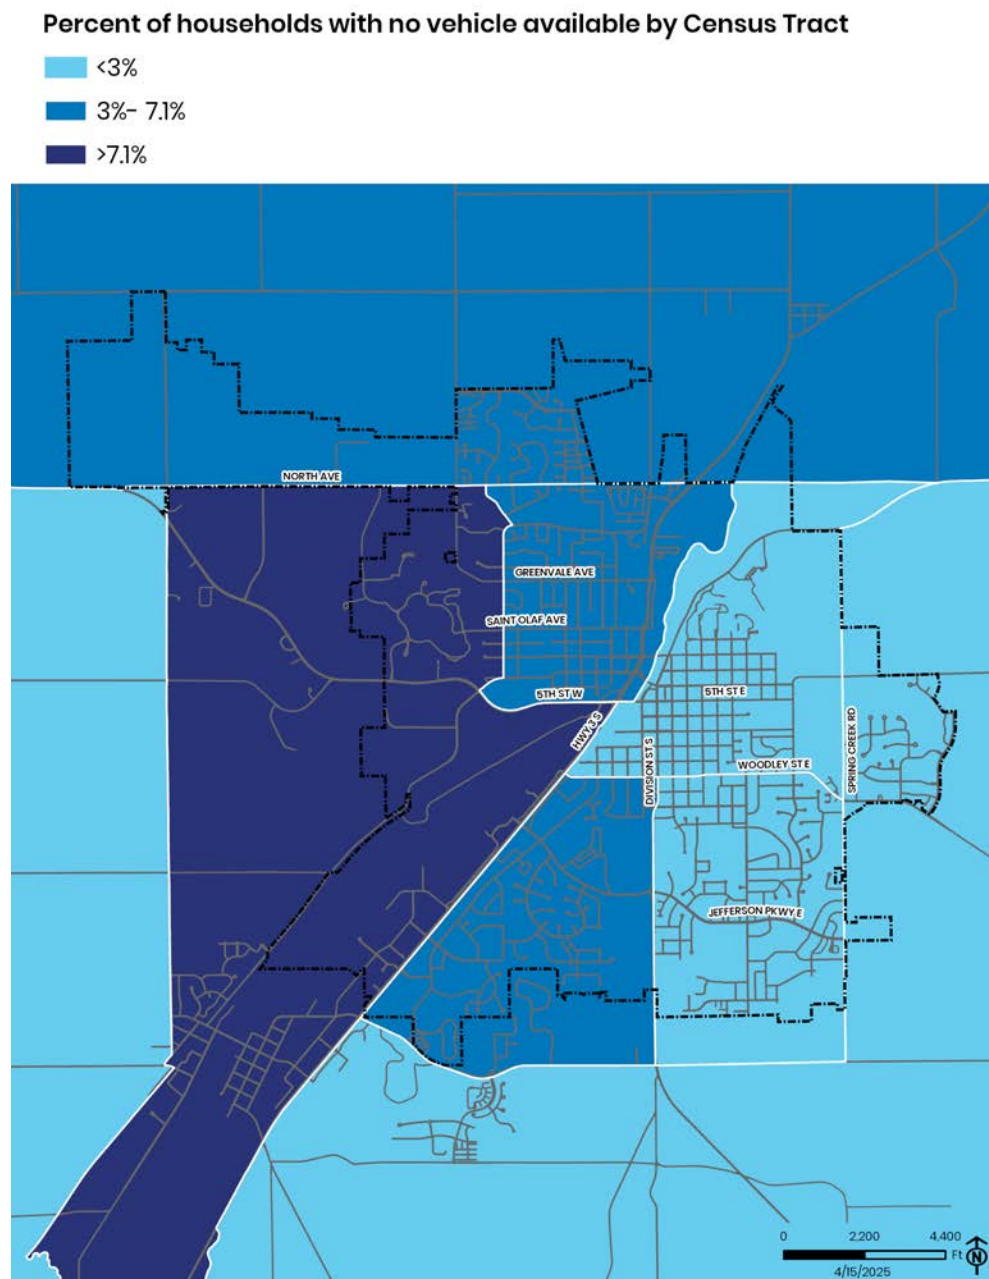 Percent of households with no vehicle available by Census Tract
<3%
3%- 7.1%
>7.1%
NORTH AVE
GREENVALE AVE
SAINT OLAF AVE
5TH ST W
5TH ST E
HWY 3 S
DIVISION ST S
SPRING CREEK RD
WOODLEY ST E
JEFFERSON PKWY E
0 2,200 4,400
Ft
N
4/15/2025